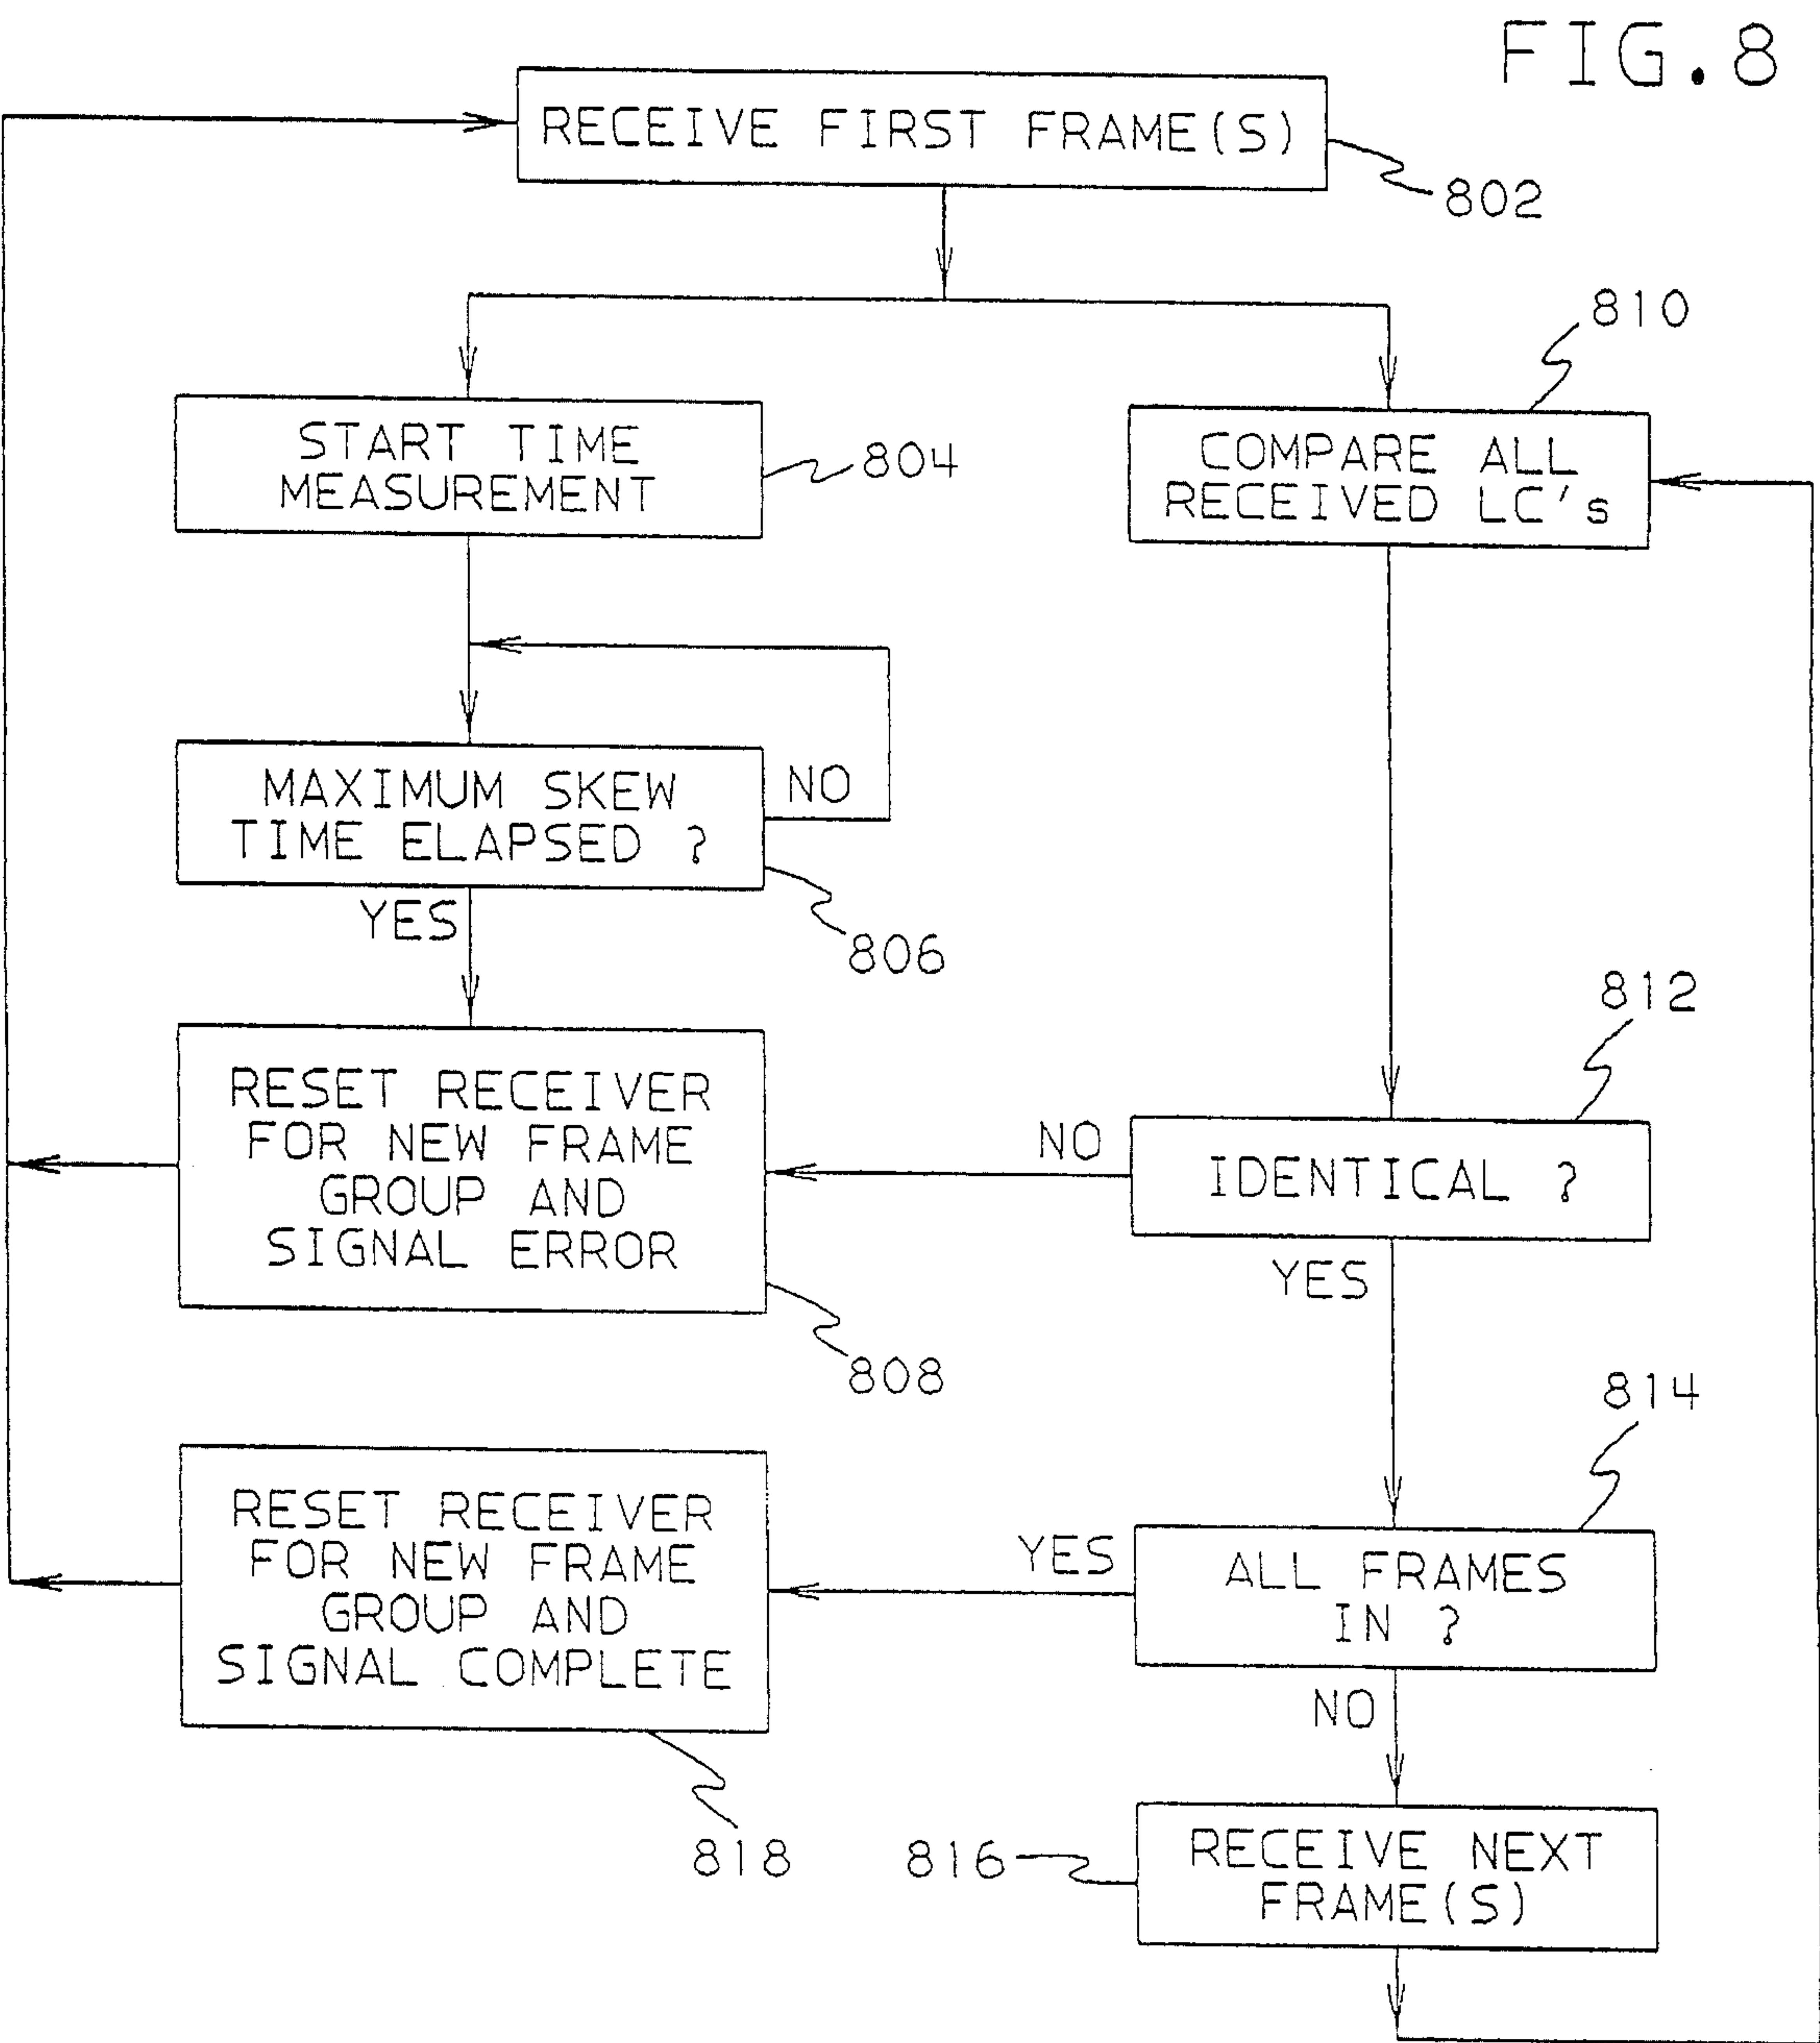 FIG.8
RECEIVE FIRST FRAME(S)
802
810
START TIME
MEASUREMENT
804
COMPARE ALL
RECEIVED LC's
MAXIMUM SKEW
TIME ELAPSED ?
NO
YES
806
812
RESET RECEIVER
FOR NEW FRAME
GROUP AND
SIGNAL ERROR
NO
IDENTICAL ?
YES
808
814
RESET RECEIVER
FOR NEW FRAME
GROUP AND
SIGNAL COMPLETE
YES
ALL FRAMES
IN ?
NO
818
816
RECEIVE NEXT
FRAME(S)